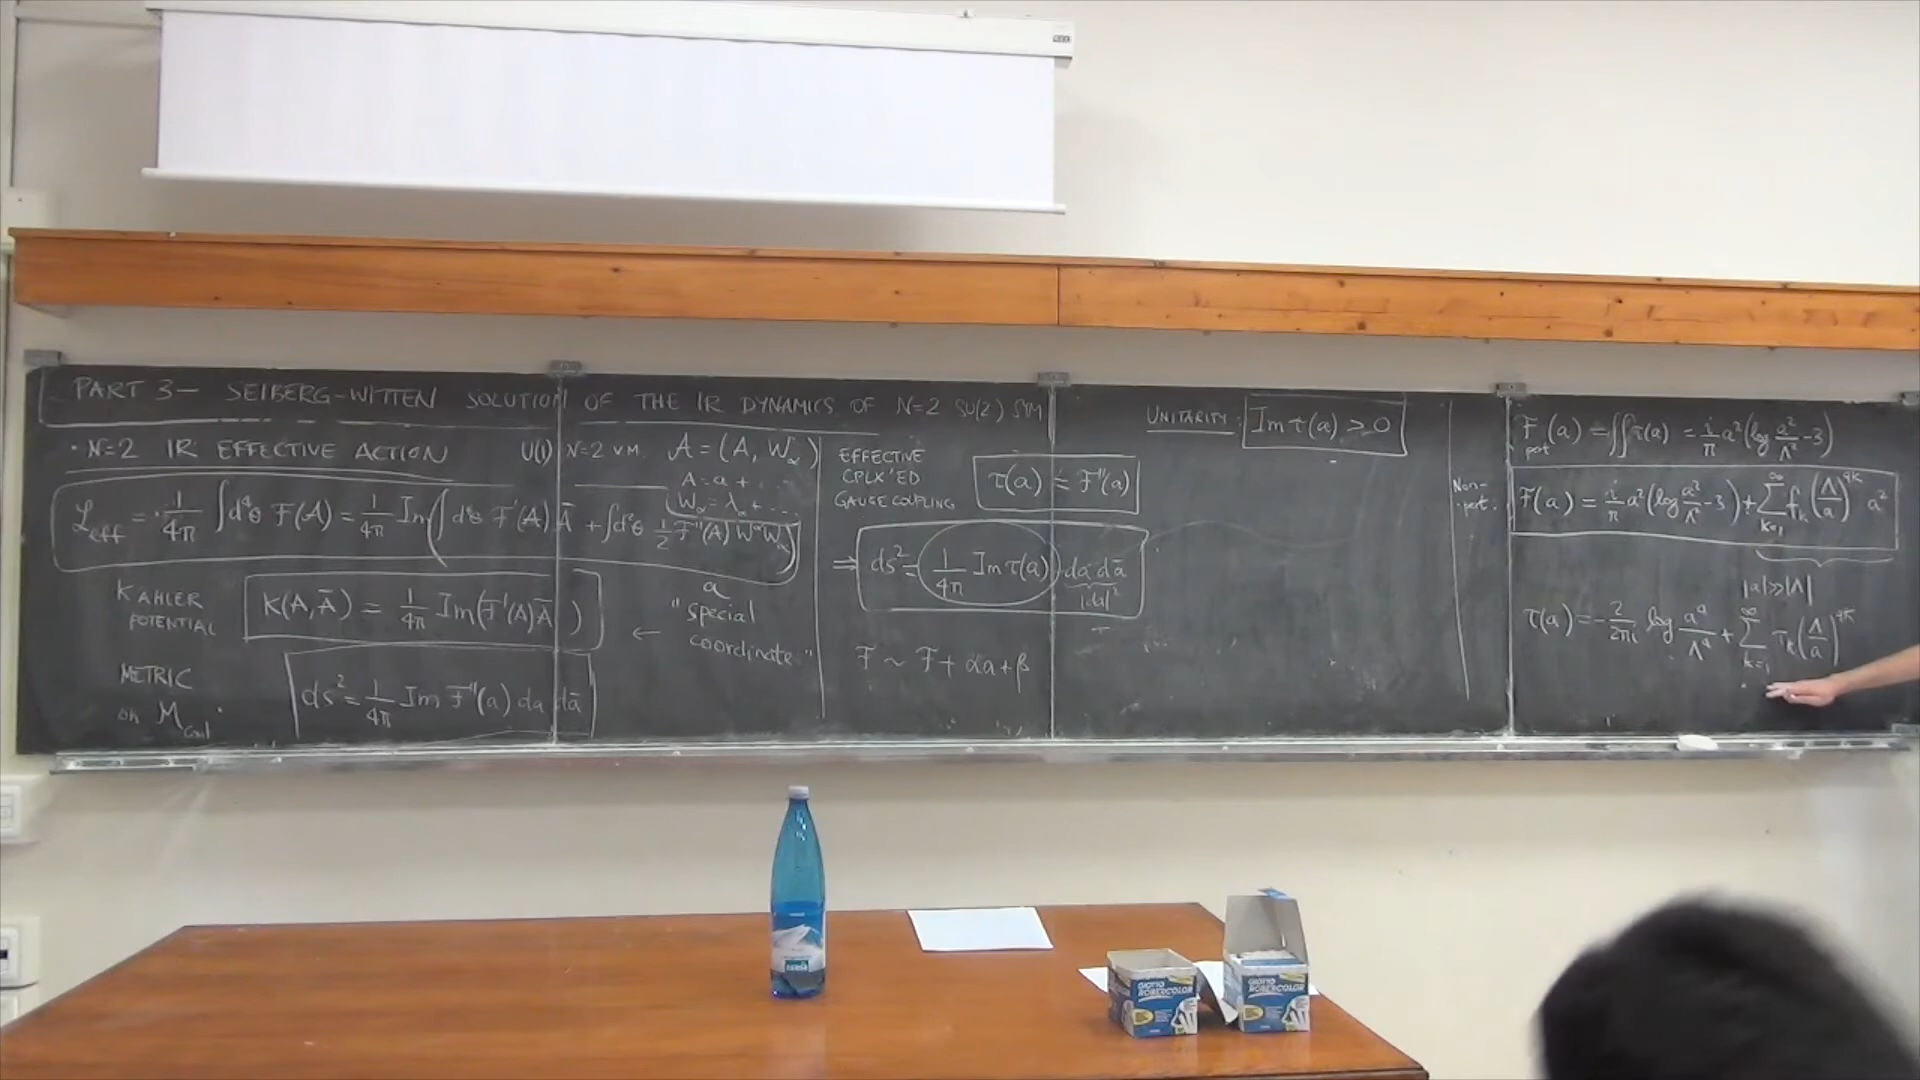 PART 3 — SEIBERG-WITTEN SOLUTION OF THE IR DYNAMICS OF N=2 SU(2) SYM
· N=2 IR EFFECTIVE ACTION
U(1) N=2 VM. 𝒜 = (A, W_α)
A = a + ...
W_α = λ_α + ...
ℒ_eff = 1/4π ∫d⁴θ F(𝒜) = 1/4π Im( ∫d⁴θ F'(A) Ā + ∫d²θ 1/2 F''(A) W^α W_α )
KAHLER POTENTIAL
K(A,Ā) = 1/4π Im(F'(A)Ā)
← a "special coordinate"
METRIC on M_Coul
ds² = 1/4π Im F''(a) da dā
EFFECTIVE
CPLX'ED
GAUGE COUPLING
τ(a) = F''(a)
⇒ ds² = 1/4π Im τ(a) da dā
|da|²
F ~ F + αa + β
UNITARITY: Im τ(a) > 0
F_pert(a) = ∫∫τ(a) = i/π a² (log a²/Λ² - 3)
Non-pert.
F(a) = i/π a² (log a²/Λ² - 3) + Σ_{k=1}^∞ f_k (Λ/a)^{4k} a²
|a| ≫ |Λ|
τ(a) = - 2/2πi log a⁴/Λ⁴ + Σ_{k=1}^∞ τ_k (Λ/a)^{4k}
GIOTTO
ROBERCOLOR
GIOTTO
ROBERCOLOR